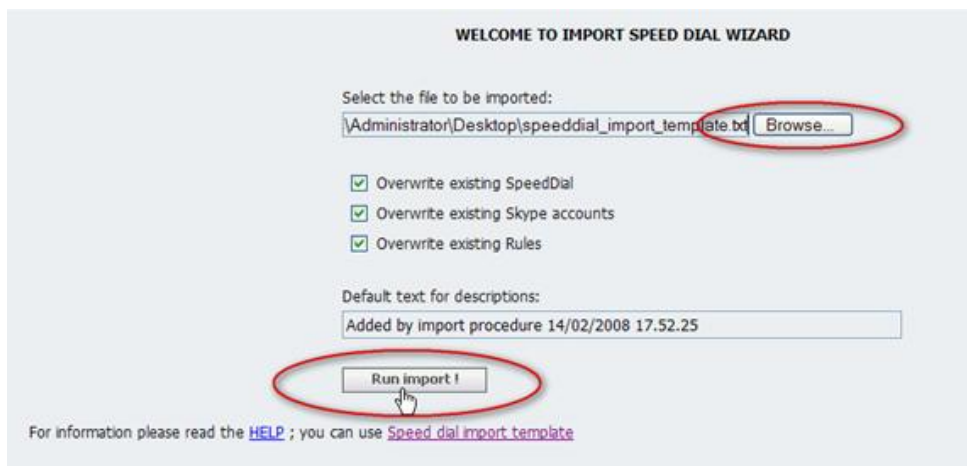 WELCOME TO IMPORT SPEED DIAL WIZARD
Select the file to be imported:
\Administrator\Desktop\speeddial_import_template.txt Browse...
Overwrite existing SpeedDial
Overwrite existing Skype accounts
Overwrite existing Rules
Default text for descriptions:
Added by import procedure 14/02/2008 17.52.25
Run import !
For information please read the HELP ; you can use Speed dial import template